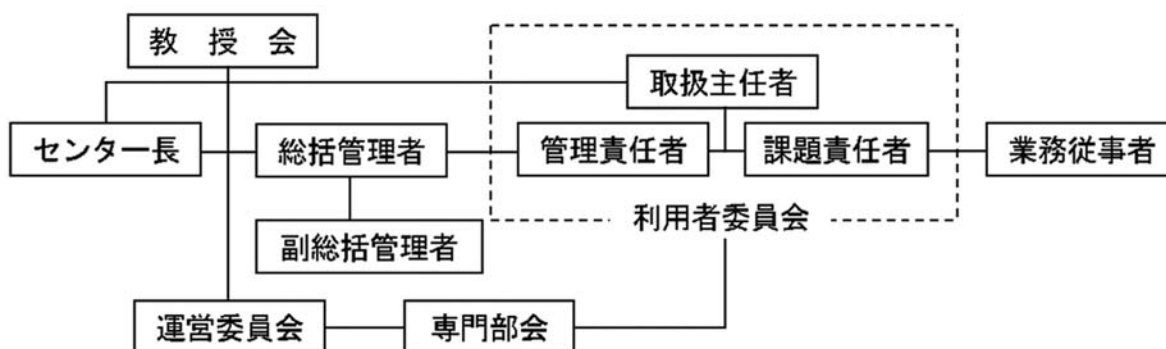 教 授 会
取扱主任者
センター長
総括管理者
管理責任者
課題責任者
業務従事者
利用者委員会
副総括管理者
運営委員会
専門部会